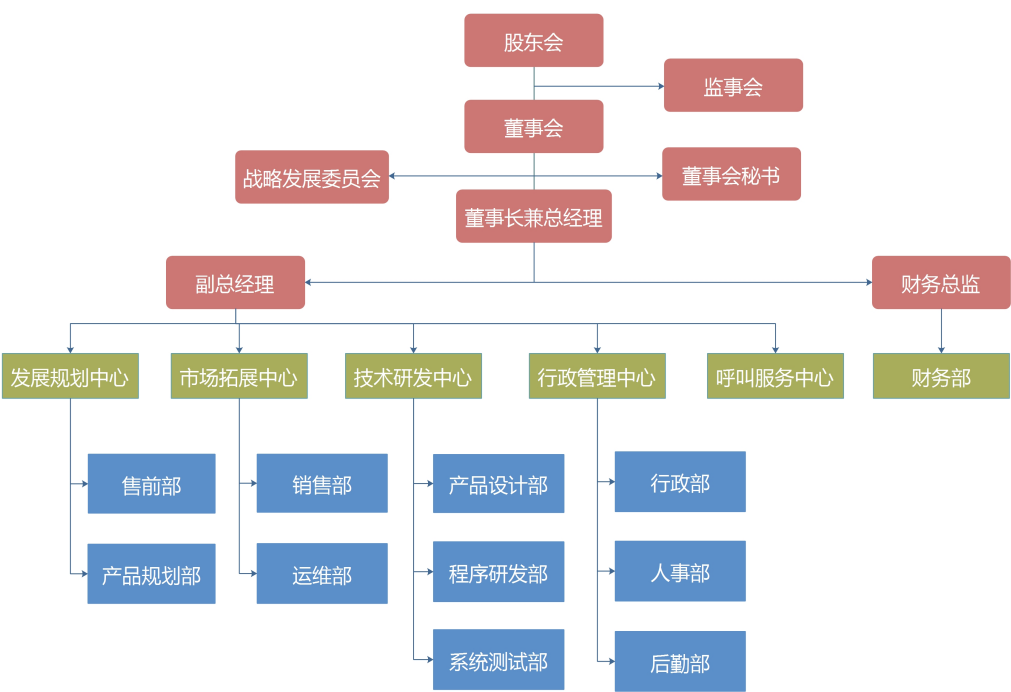 股东会
监事会
董事会
战略发展委员会
董事会秘书
董事长兼总经理
副总经理
财务总监
发展规划中心
市场拓展中心
技术研发中心
行政管理中心
呼叫服务中心
财务部
售前部
销售部
产品设计部
行政部
产品规划部
运维部
程序研发部
人事部
系统测试部
后勤部